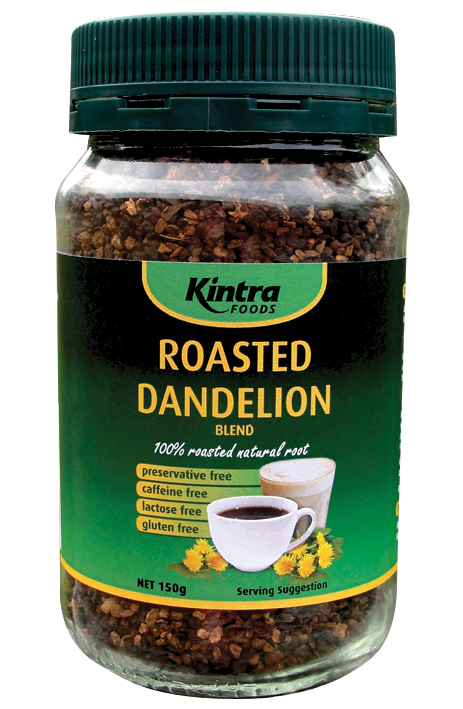 Kintra
FOODS
ROASTED
DANDELION
BLEND
100% roasted natural root
preservative free
caffeine free
lactose free
gluten free
NET 150g
Serving Suggestion